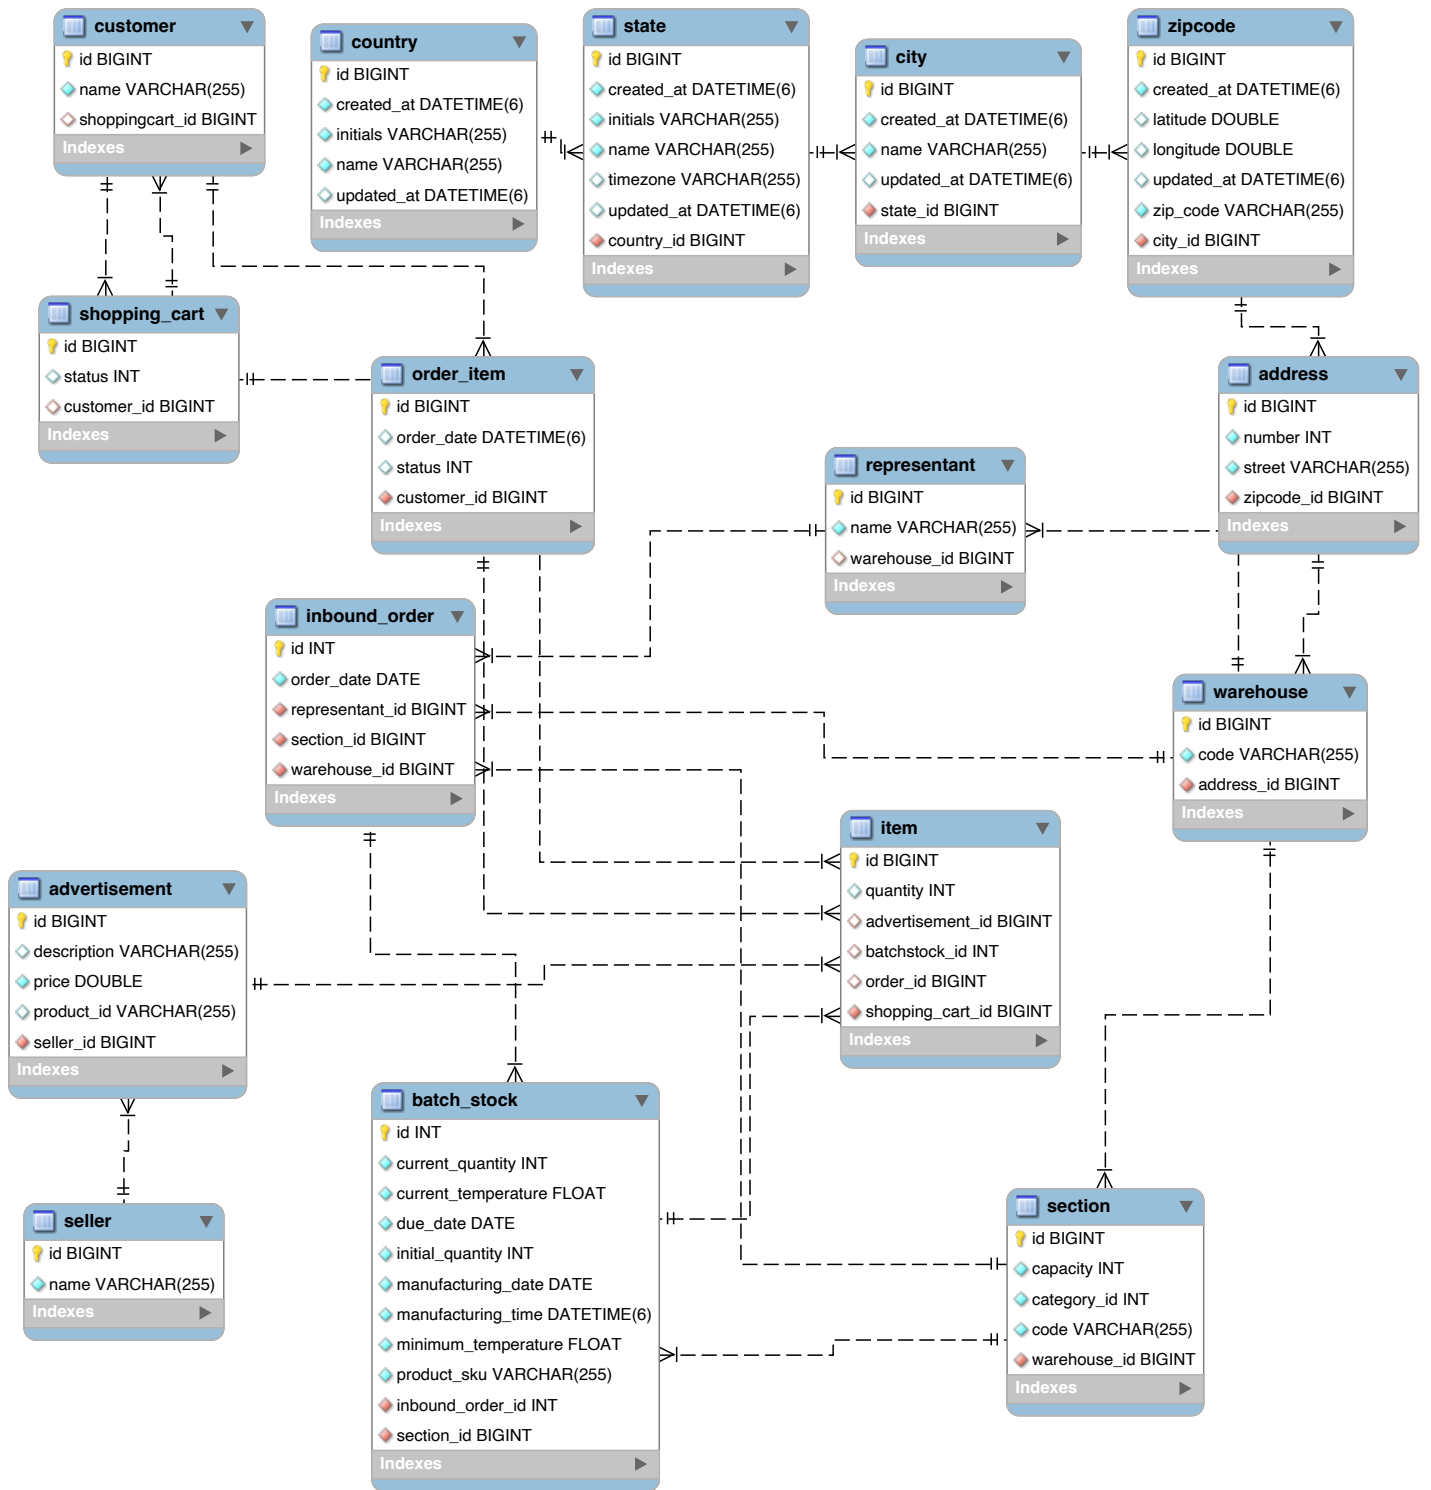 customer
id BIGINT
name VARCHAR(255)
shoppingcart_id BIGINT
Indexes
country
id BIGINT
created_at DATETIME(6)
initials VARCHAR(255)
name VARCHAR(255)
updated_at DATETIME(6)
Indexes
state
id BIGINT
created_at DATETIME(6)
initials VARCHAR(255)
name VARCHAR(255)
timezone VARCHAR(255)
updated_at DATETIME(6)
country_id BIGINT
Indexes
city
id BIGINT
created_at DATETIME(6)
name VARCHAR(255)
updated_at DATETIME(6)
state_id BIGINT
Indexes
zipcode
id BIGINT
created_at DATETIME(6)
latitude DOUBLE
longitude DOUBLE
updated_at DATETIME(6)
zip_code VARCHAR(255)
city_id BIGINT
Indexes
shopping_cart
id BIGINT
status INT
customer_id BIGINT
Indexes
order_item
id BIGINT
order_date DATETIME(6)
status INT
customer_id BIGINT
Indexes
address
id BIGINT
number INT
street VARCHAR(255)
zipcode_id BIGINT
Indexes
representant
id BIGINT
name VARCHAR(255)
warehouse_id BIGINT
Indexes
inbound_order
id INT
order_date DATE
representant_id BIGINT
section_id BIGINT
warehouse_id BIGINT
Indexes
warehouse
id BIGINT
code VARCHAR(255)
address_id BIGINT
Indexes
item
id BIGINT
quantity INT
advertisement_id BIGINT
batchstock_id INT
order_id BIGINT
shopping_cart_id BIGINT
Indexes
advertisement
id BIGINT
description VARCHAR(255)
price DOUBLE
product_id VARCHAR(255)
seller_id BIGINT
Indexes
batch_stock
id INT
current_quantity INT
current_temperature FLOAT
due_date DATE
initial_quantity INT
manufacturing_date DATE
manufacturing_time DATETIME(6)
minimum_temperature FLOAT
product_sku VARCHAR(255)
inbound_order_id INT
section_id BIGINT
Indexes
seller
id BIGINT
name VARCHAR(255)
Indexes
section
id BIGINT
capacity INT
category_id INT
code VARCHAR(255)
warehouse_id BIGINT
Indexes